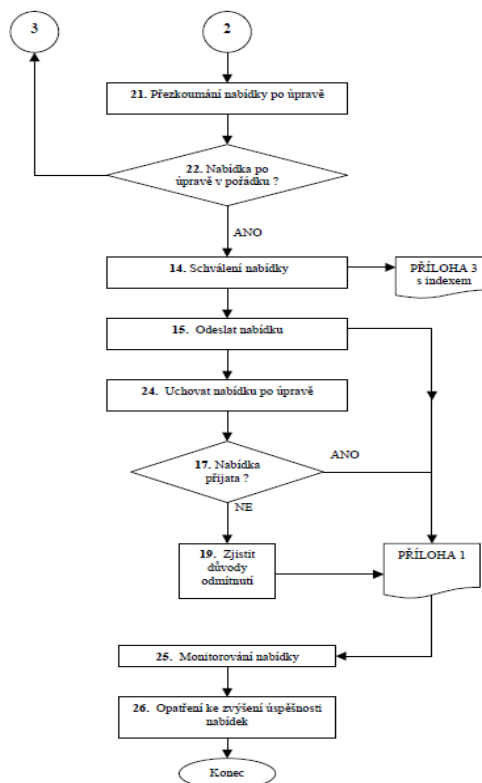 3
2
21. Přezkoumání nabídky po úpravě
22. Nabídka po
úpravě v pořádku ?
ANO
14. Schválení nabídky
PŘÍLOHA 3
s indexem
15. Odeslat nabídku
24. Uchovat nabídku po úpravě
17. Nabídka
přijata ?
ANO
NE
19. Zjistit
důvody
odmítnutí
PŘÍLOHA 1
25. Monitorování nabídky
26. Opatření ke zvýšení úspěšnosti
nabídek
Konec